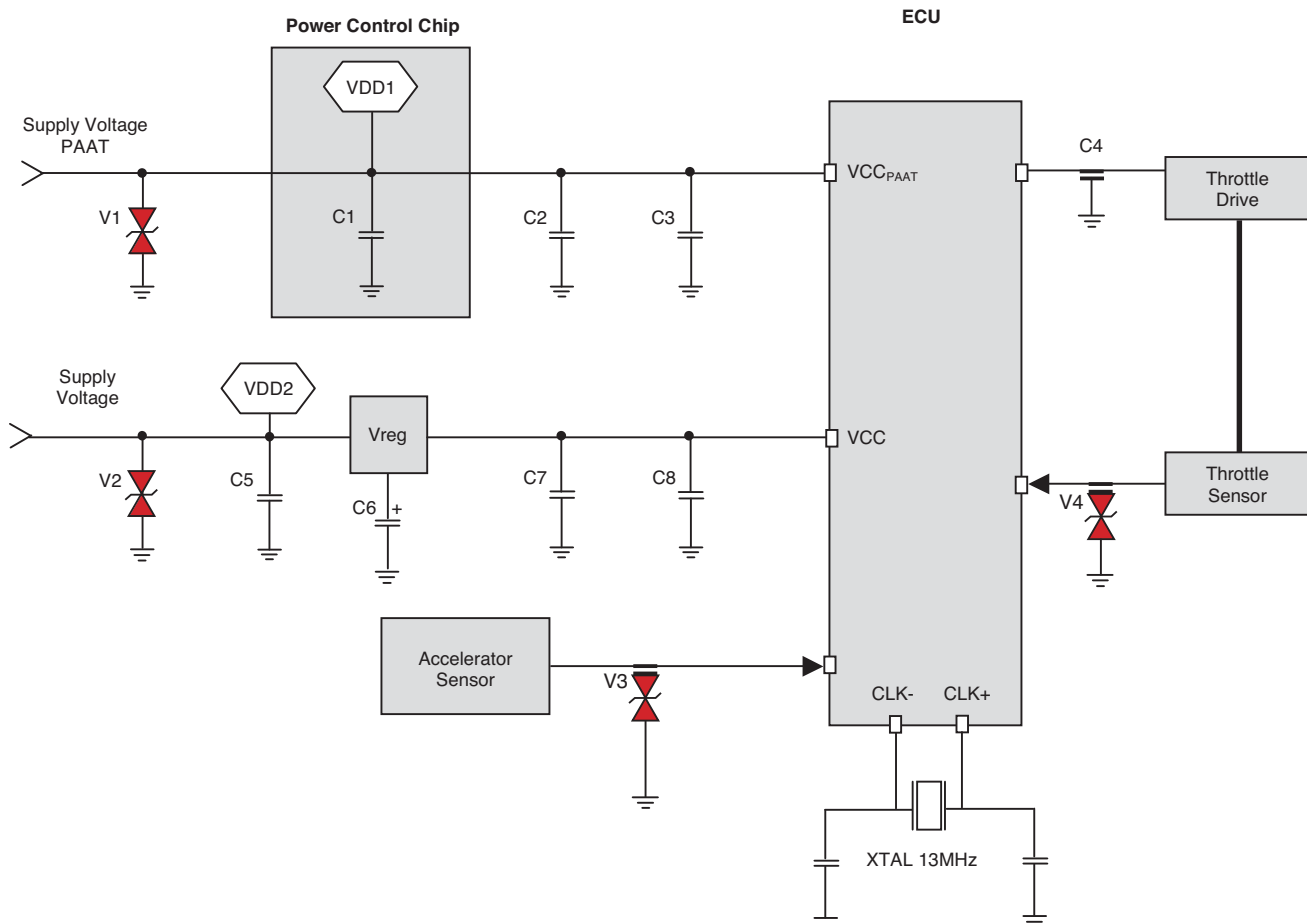 Power Control Chip
ECU
VDD1
Supply Voltage
PAAT
V1
C1
C2
C3
VCCPAAT
C4
Throttle
Drive
Supply
Voltage
VDD2
Vreg
VCC
V2
C5
C6
+
C7
C8
Throttle
Sensor
V4
Accelerator
Sensor
V3
CLK-
CLK+
XTAL 13MHz